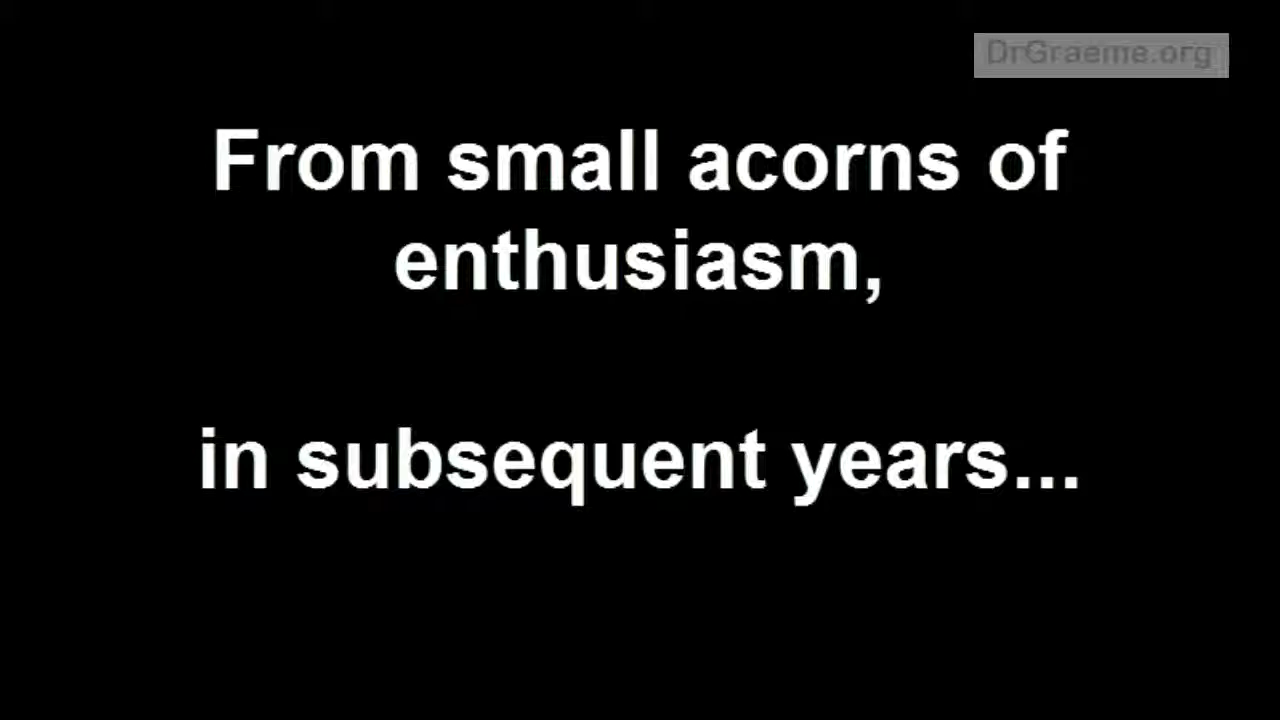 DrGraeme.org
From small acorns of
enthusiasm,
in subsequent years...